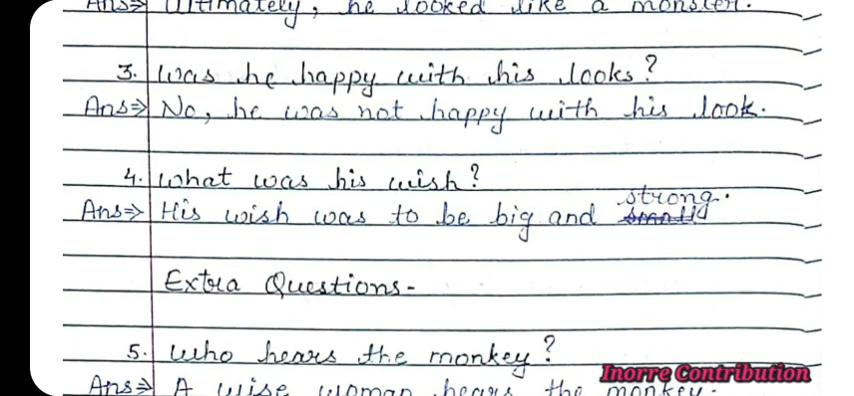 Ans⇒ Ultimately, he looked like a monster.
3. Was he happy with his looks?
Ans⇒ No, he was not happy with his look.
4. What was his wish?
Ans⇒ His wish was to be big and strong.
Extra Questions-
5. Who hears the monkey?
Inorre Contribution
Ans⇒ A wise woman hears the monkey.